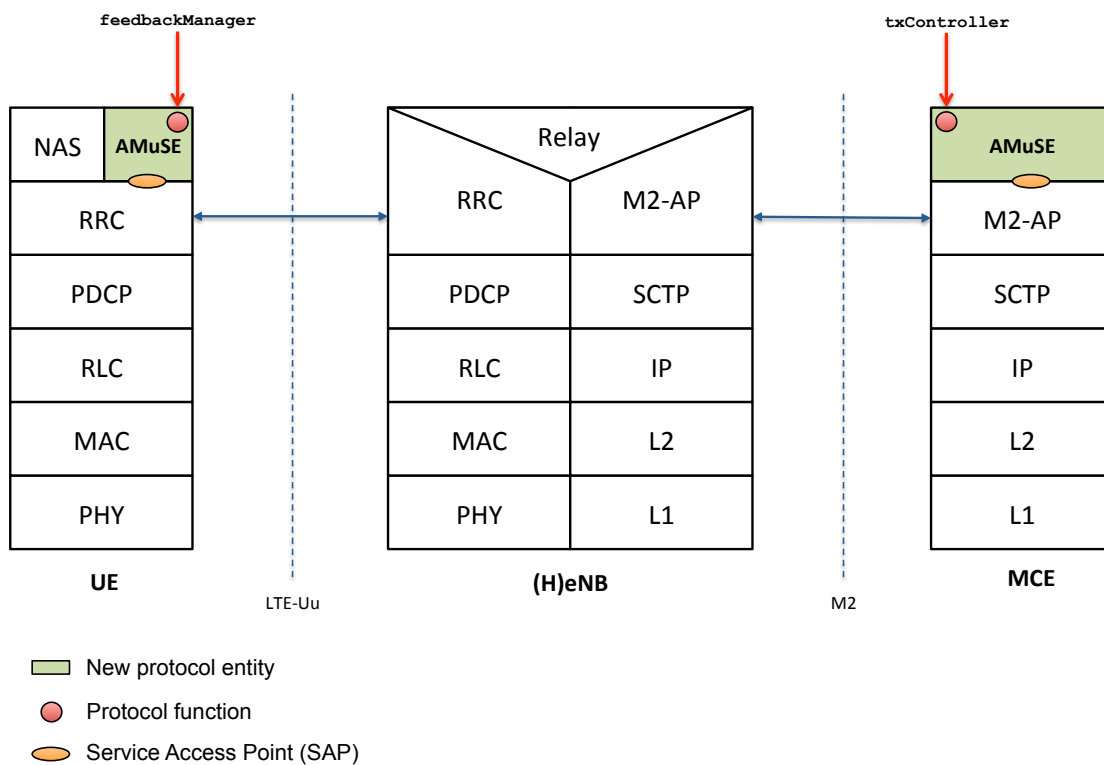 feedbackManager
txController
NAS
AMuSE
RRC
PDCP
RLC
MAC
PHY
UE
LTE-Uu
Relay
RRC
M2-AP
PDCP
SCTP
RLC
IP
MAC
L2
PHY
L1
(H)eNB
M2
AMuSE
M2-AP
SCTP
IP
L2
L1
MCE
New protocol entity
Protocol function
Service Access Point (SAP)